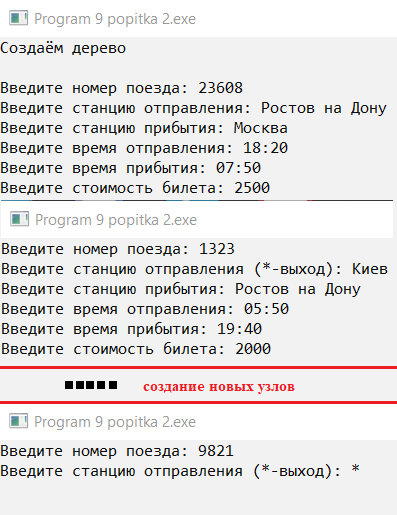 Program 9 popitka 2.exe
Создаём дерево
Введите номер поезда: 23608
Введите станцию отправления: Ростов на Дону
Введите станцию прибытия: Москва
Введите время отправления: 18:20
Введите время прибытия: 07:50
Введите стоимость билета: 2500
Program 9 popitka 2.exe
Введите номер поезда: 1323
Введите станцию отправления (*-выход): Киев
Введите станцию прибытия: Ростов на Дону
Введите время отправления: 05:50
Введите время прибытия: 19:40
Введите стоимость билета: 2000
создание новых узлов
Program 9 popitka 2.exe
Введите номер поезда: 9821
Введите станцию отправления (*-выход): *